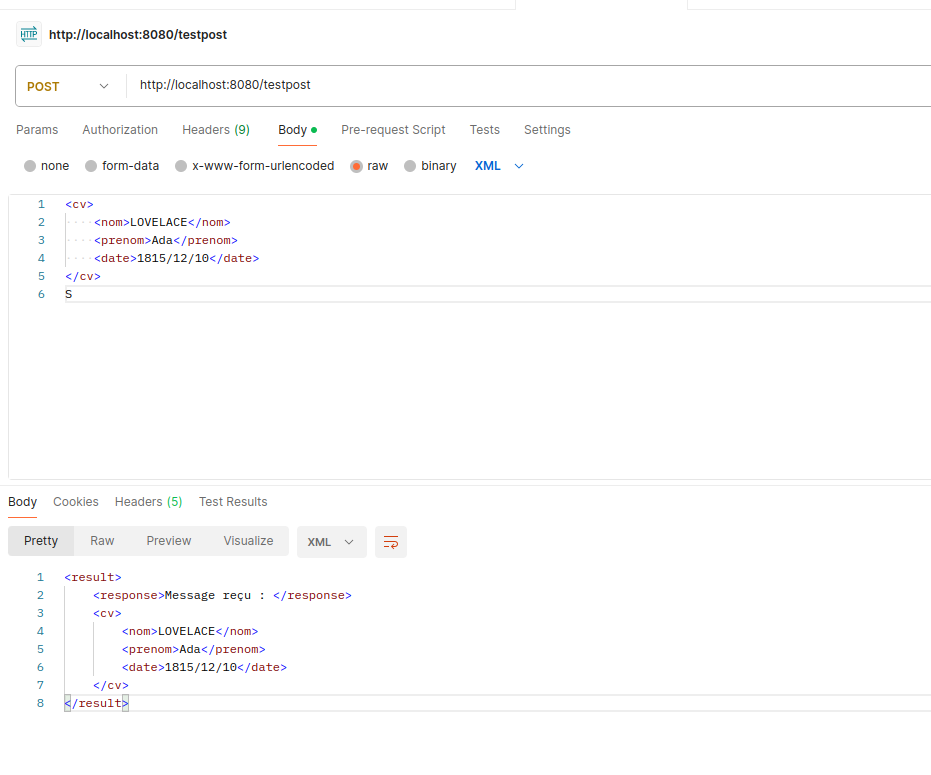 HTTP http://localhost:8080/testpost
POST http://localhost:8080/testpost
Params Authorization Headers (9) Body Pre-request Script Tests Settings
none form-data x-www-form-urlencoded raw binary XML
1 <cv>
2 ····<nom>LOVELACE</nom>
3 ····<prenom>Ada</prenom>
4 ····<date>1815/12/10</date>
5 </cv>
6 S
Body Cookies Headers (5) Test Results
Pretty Raw Preview Visualize XML
1 <result>
2 <response>Message reçu : </response>
3 <cv>
4 <nom>LOVELACE</nom>
5 <prenom>Ada</prenom>
6 <date>1815/12/10</date>
7 </cv>
8 </result>